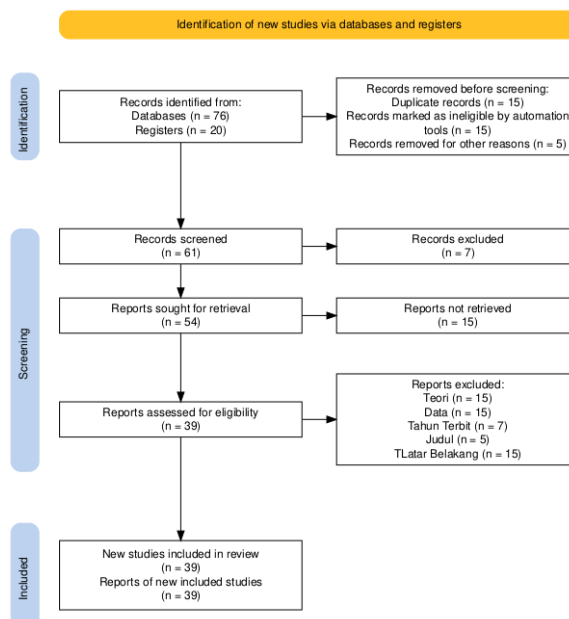 Identification of new studies via databases and registers
Identification
Records identified from:
Databases (n = 76)
Registers (n = 20)
Records removed before screening:
Duplicate records (n = 15)
Records marked as ineligible by automation
tools (n = 15)
Records removed for other reasons (n = 5)
Screening
Records screened
(n = 61)
Records excluded
(n = 7)
Reports sought for retrieval
(n = 54)
Reports not retrieved
(n = 15)
Reports assessed for eligibility
(n = 39)
Reports excluded:
Teori (n = 15)
Data (n = 15)
Tahun Terbit (n = 7)
Judul (n = 5)
TLatar Belakang (n = 15)
Included
New studies included in review
(n = 39)
Reports of new included studies
(n = 39)